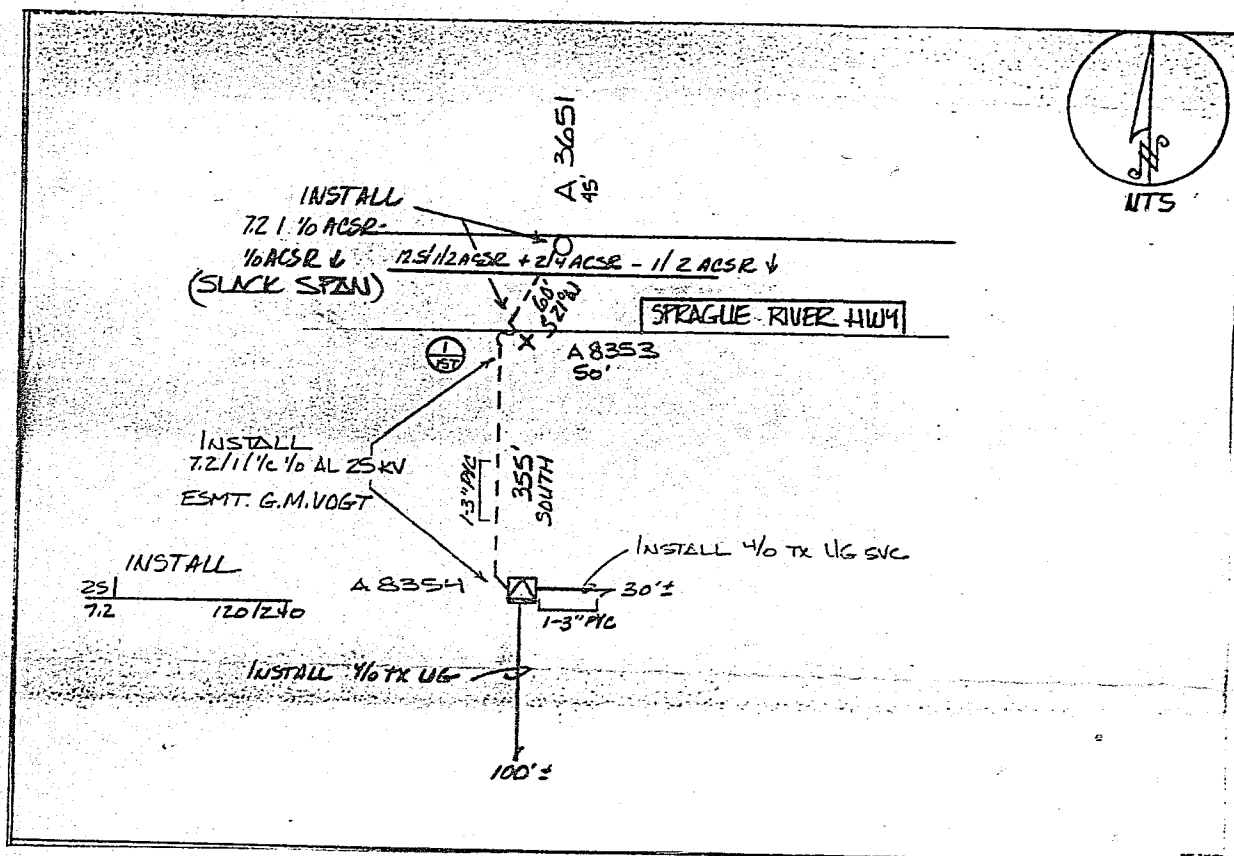 A 3651
45'
NTS
INSTALL
7.2 1 1/0 ACSR-
1/0 ACSR ↓
(SLACK SPAN)
12.5/1/2 ACSR + 2/4 ACSR - 1/2 ACSR ↓
60'
SPRAGUE RIVER HWY
X
A 8353
50'
1
INSTALL
7.2/1/1/C 1/0 AL 25 KV
ESMT. G.M. VOGT
1-3" PVC
355'
SOUTH
INSTALL 4/0 TX UG SVC
INSTALL
25
7.2 120/240
A 8354
30'±
1-3" PVC
INSTALL 4/0 TX UG
100'±